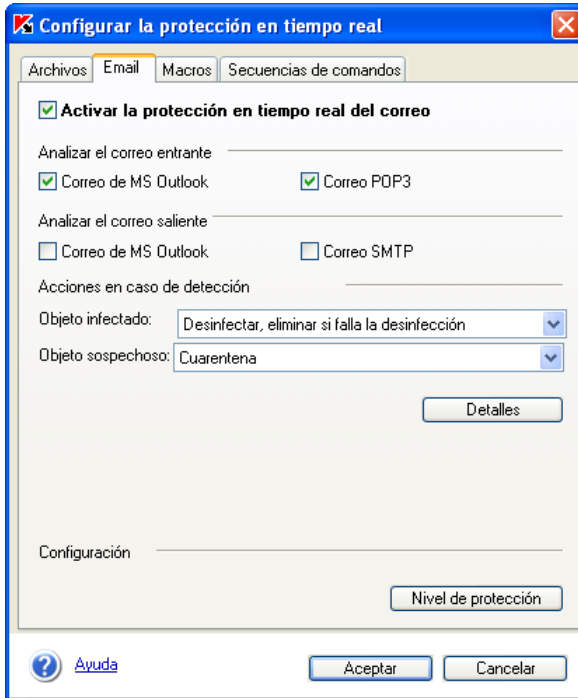 Configurar la protección en tiempo real
Archivos Email Macros Secuencias de comandos
Activar la protección en tiempo real del correo
Analizar el correo entrante
Correo de MS Outlook Correo POP3
Analizar el correo saliente
Correo de MS Outlook Correo SMTP
Acciones en caso de detección
Objeto infectado: Desinfectar, eliminar si falla la desinfección
Objeto sospechoso: Cuarentena
Detalles
Configuración
Nivel de protección
? Ayuda Aceptar Cancelar